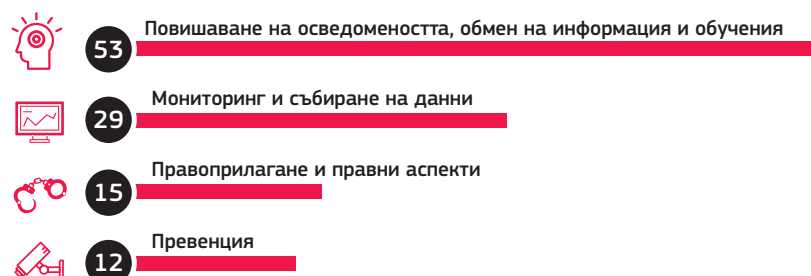 Повишаване на осведомеността, обмен на информация и обучения
53
Мониторинг и събиране на данни
29
Правоприлагане и правни аспекти
15
Превенция
12